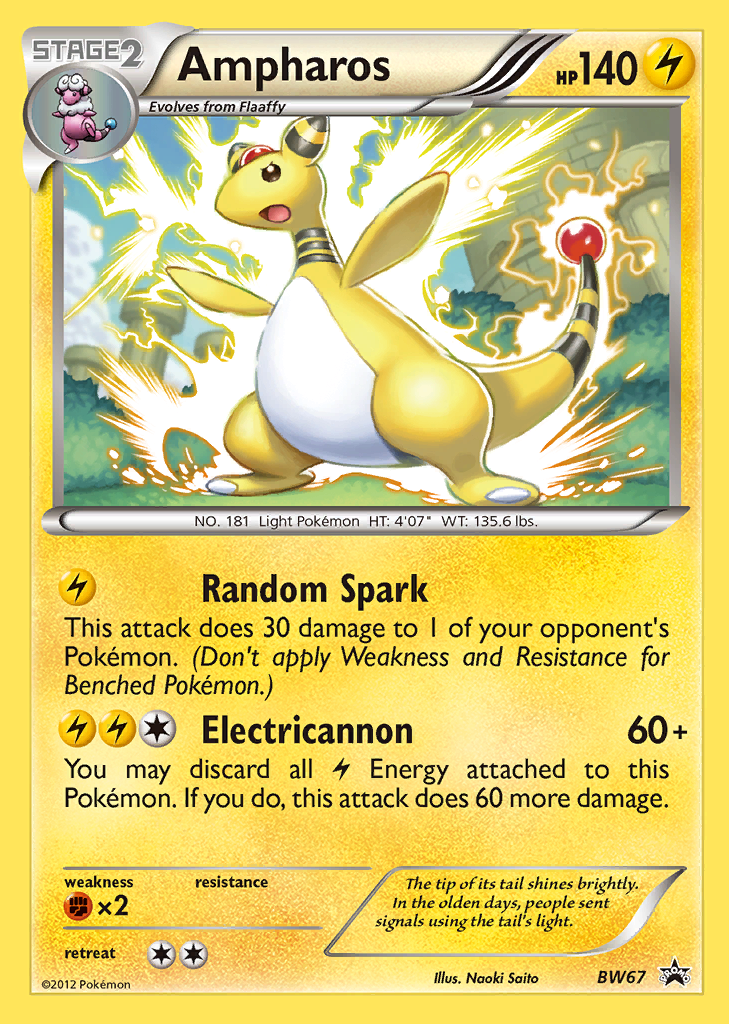 STAGE2
Ampharos
HP140
Evolves from Flaaffy
NO. 181 Light Pokémon HT: 4'07" WT: 135.6 lbs.
Random Spark
This attack does 30 damage to 1 of your opponent's
Pokémon. (Don't apply Weakness and Resistance for
Benched Pokémon.)
Electricannon 60+
You may discard all Energy attached to this
Pokémon. If you do, this attack does 60 more damage.
weakness resistance
×2
The tip of its tail shines brightly.
In the olden days, people sent
signals using the tail's light.
retreat
©2012 Pokémon
Illus. Naoki Saito
BW67
PROMO